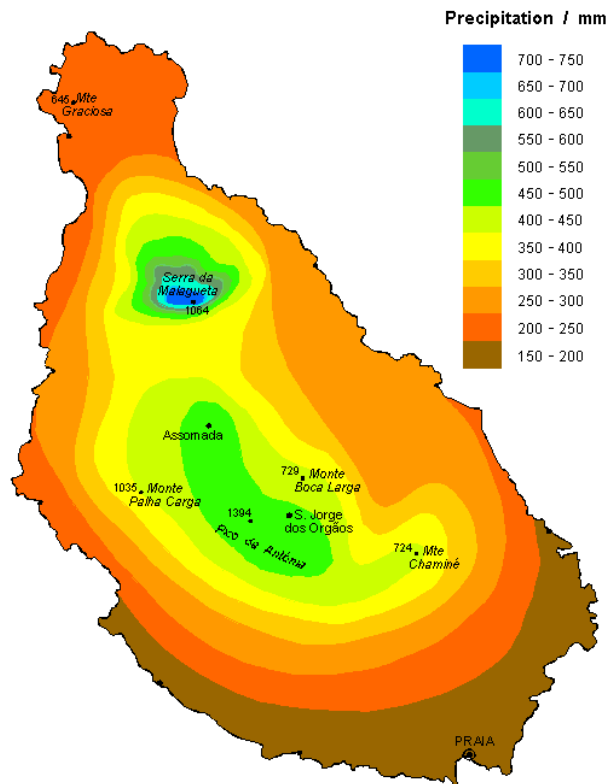 Precipitation / mm
700 - 750
650 - 700
600 - 650
550 - 600
500 - 550
450 - 500
400 - 450
350 - 400
300 - 350
250 - 300
200 - 250
150 - 200
645 Mte
Graciosa
Serra da
Malagueta
1064
Assomada
729 Monte
Boca Larga
1035 Monte
Palha Carga
1394
S. Jorge
dos Orgãos
Pico da Antónia
724 Mte
Chaminé
PRAIA